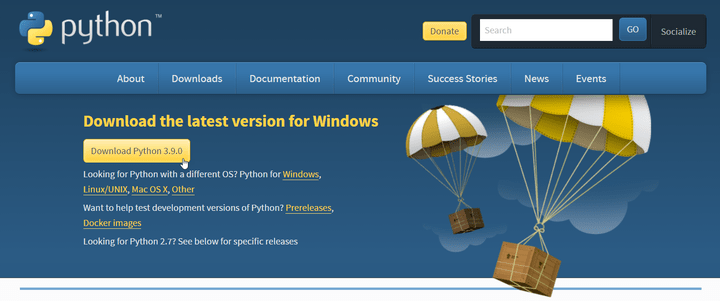 python™
Donate
Search
GO
Socialize
About
Downloads
Documentation
Community
Success Stories
News
Events
Download the latest version for Windows
Download Python 3.9.0
Looking for Python with a different OS? Python for Windows,
Linux/UNIX, Mac OS X, Other
Want to help test development versions of Python? Prereleases,
Docker images
Looking for Python 2.7? See below for specific releases